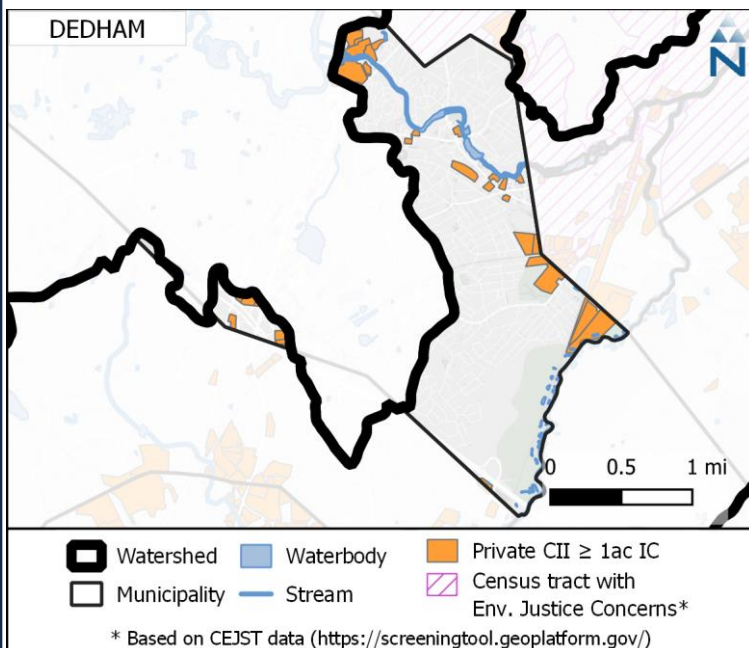 DEDHAM
N
0 0.5 1 mi
Watershed Waterbody Private CII ≥ 1ac IC
Municipality Stream Census tract with
Env. Justice Concerns*
* Based on CEJST data (https://screeningtool.geoplatform.gov/)